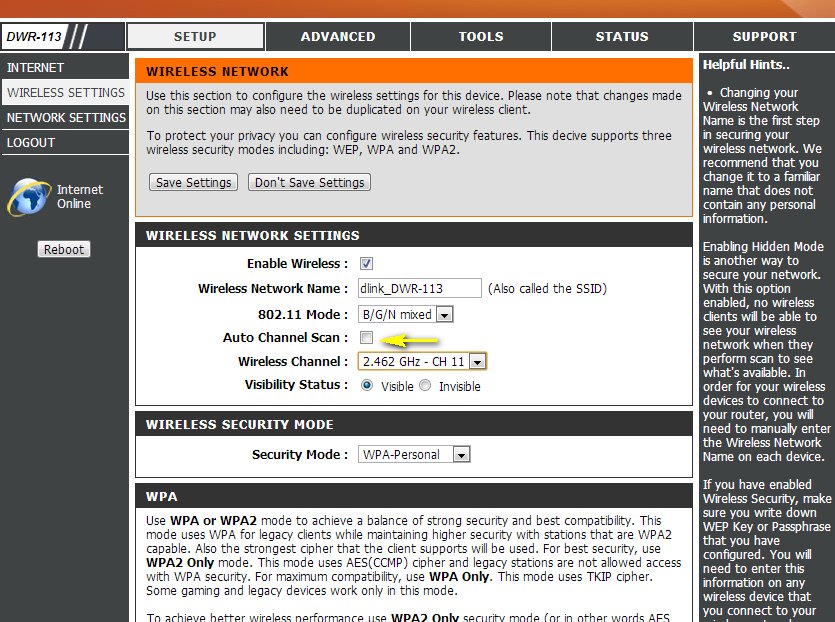 DWR-113
SETUP
ADVANCED
TOOLS
STATUS
SUPPORT
INTERNET
WIRELESS SETTINGS
NETWORK SETTINGS
LOGOUT
Internet
Online
Reboot
WIRELESS NETWORK
Use this section to configure the wireless settings for this device. Please note that changes made
on this section may also need to be duplicated on your wireless client.
To protect your privacy you can configure wireless security features. This decive supports three
wireless security modes including: WEP, WPA and WPA2.
Save Settings
Don't Save Settings
WIRELESS NETWORK SETTINGS
Enable Wireless :
Wireless Network Name : dlink_DWR-113 (Also called the SSID)
802.11 Mode : B/G/N mixed
Auto Channel Scan :
Wireless Channel : 2.462 GHz - CH 11
Visibility Status : Visible Invisible
WIRELESS SECURITY MODE
Security Mode : WPA-Personal
WPA
Use WPA or WPA2 mode to achieve a balance of strong security and best compatibility. This
mode uses WPA for legacy clients while maintaining higher security with stations that are WPA2
capable. Also the strongest cipher that the client supports will be used. For best security, use
WPA2 Only mode. This mode uses AES(CCMP) cipher and legacy stations are not allowed access
with WPA security. For maximum compatibility, use WPA Only. This mode uses TKIP cipher.
Some gaming and legacy devices work only in this mode.
To achieve better wireless performance use WPA2 Only security mode (or in other words AES
Helpful Hints..
• Changing your
Wireless Network
Name is the first step
in securing your
wireless network. We
recommend that you
change it to a familiar
name that does not
contain any personal
information.
Enabling Hidden Mode
is another way to
secure your network.
With this option
enabled, no wireless
clients will be able to
see your wireless
network when they
perform scan to see
what's available. In
order for your wireless
devices to connect to
your router, you will
need to manually enter
the Wireless Network
Name on each device.
If you have enabled
Wireless Security, make
sure you write down
WEP Key or Passphrase
that you have
configured. You will
need to enter this
information on any
wireless device that
you connect to your